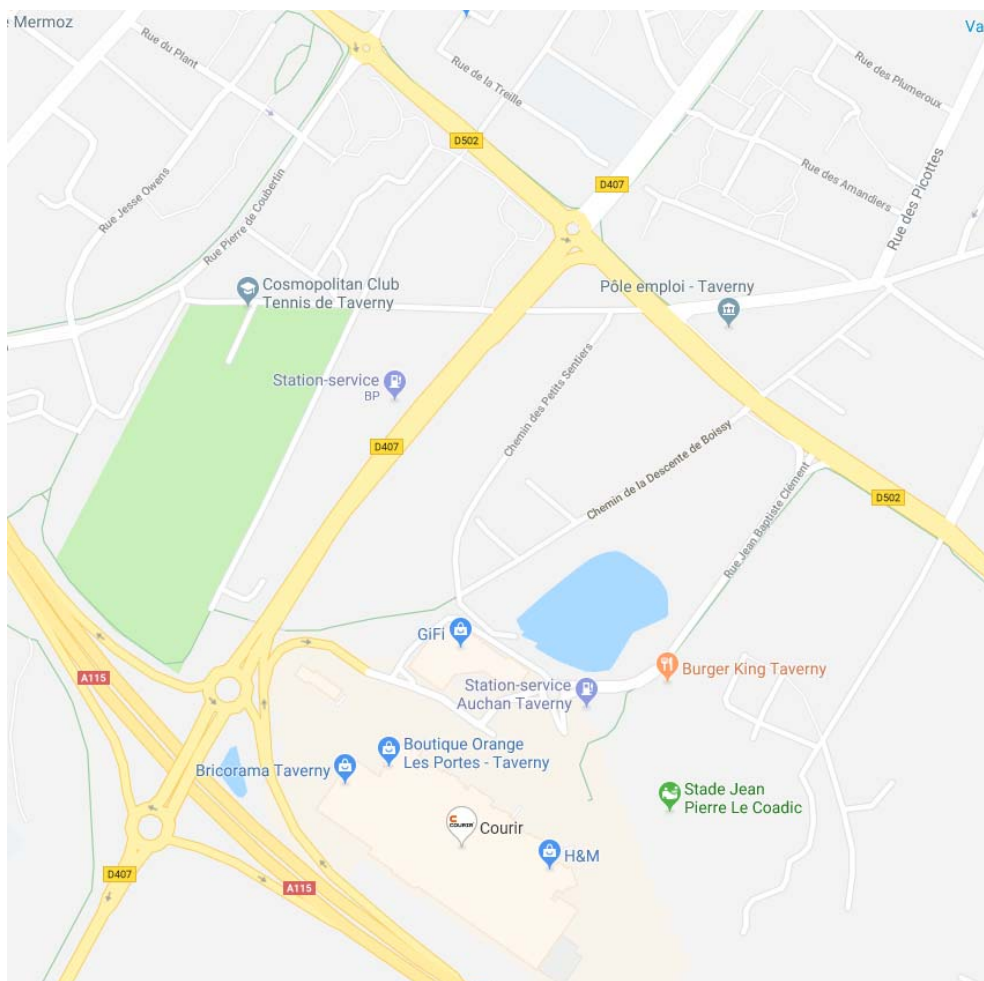 Mermoz
Va
Rue du Plant
Rue de la Treille
Rue des Plumeroux
D502
D407
Rue des Amandiers
Rue des Picottes
Rue Jesse Owens
Rue Pierre de Coubertin
Cosmopolitan Club
Tennis de Taverny
Pôle emploi - Taverny
Station-service
BP
Chemin des Petits Sentiers
D407
Chemin de la Descente de Boissy
Rue Jean Baptiste Clément
D502
GiFi
A115
Burger King Taverny
Station-service
Auchan Taverny
Boutique Orange
Les Portes - Taverny
Bricorama Taverny
Stade Jean
Pierre Le Coadic
C
COURIR
Courir
H&M
D407
A115